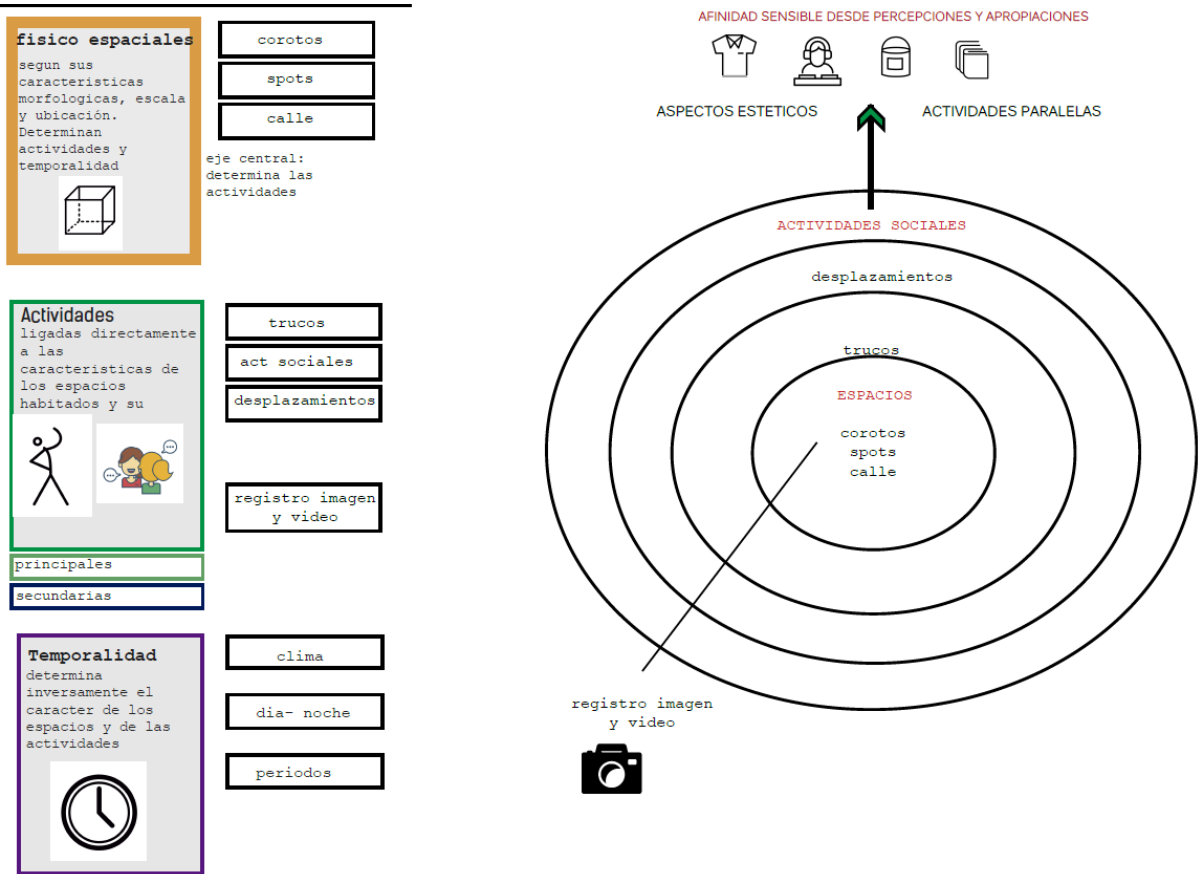 fisico espaciales
segun sus
caracteristicas
morfologicas, escala
y ubicación.
Determinan
actividades y
temporalidad
corotos
spots
calle
eje central:
determina las
actividades
Actividades
ligadas directamente
a las
caracteristicas de
los espacios
habitados y su
trucos
act sociales
desplazamientos
registro imagen
y video
principales
secundarias
Temporalidad
determina
inversamente el
caracter de los
espacios y de las
actividades
clima
dia- noche
periodos
AFINIDAD SENSIBLE DESDE PERCEPCIONES Y APROPIACIONES
ASPECTOS ESTETICOS
ACTIVIDADES PARALELAS
ACTIVIDADES SOCIALES
desplazamientos
trucos
ESPACIOS
corotos
spots
calle
registro imagen
y video